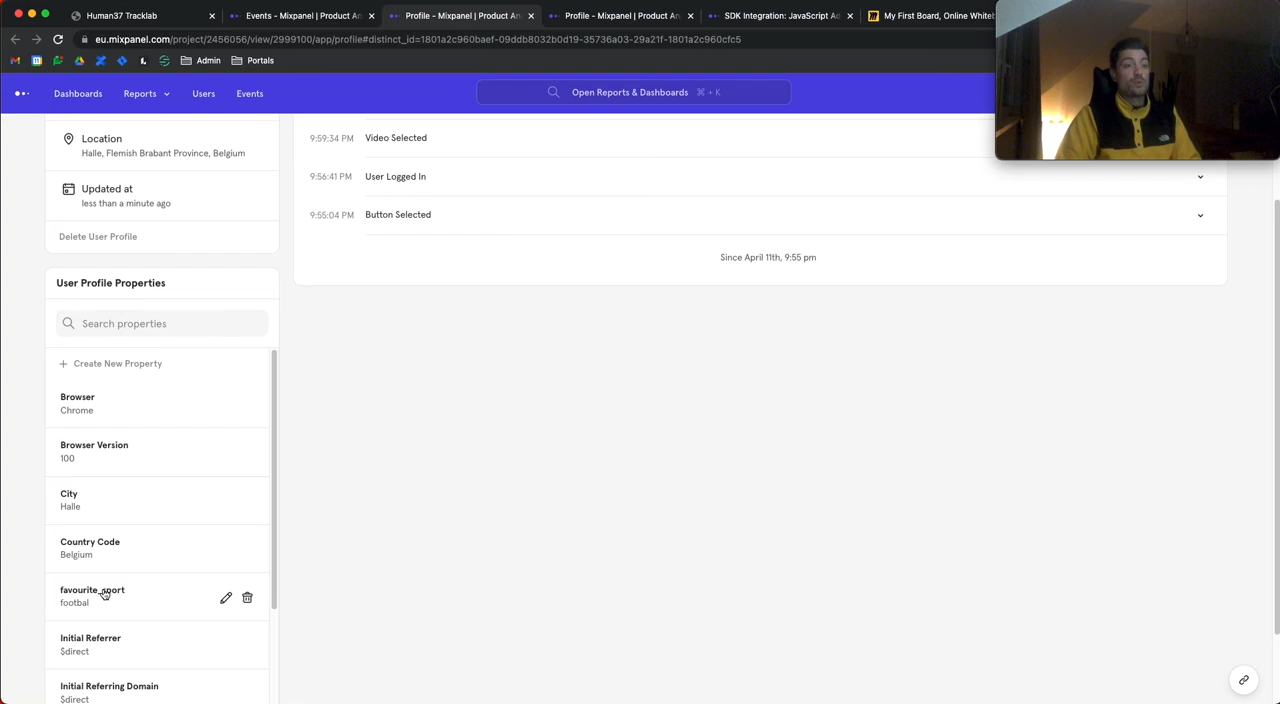 Human37 Tracklab
Events - Mixpanel | Product An
Profile - Mixpanel | Product An
Profile - Mixpanel | Product An
SDK Integration: JavaScript Ad
My First Board, Online Whiteb
eu.mixpanel.com/project/2456056/view/2999100/app/profile#distinct_id=1801a2c960baef-09ddb8032b0d19-35736a03-29a21f-1801a2c960cfc5
Admin
Portals
Dashboards
Reports
Users
Events
Open Reports & Dashboards ⌘ + K
Location
Halle, Flemish Brabant Province, Belgium
Updated at
less than a minute ago
Delete User Profile
User Profile Properties
Search properties
+ Create New Property
Browser
Chrome
Browser Version
100
City
Halle
Country Code
Belgium
favourite_sport
footbal
Initial Referrer
$direct
Initial Referring Domain
$direct
9:59:34 PM Video Selected
9:56:41 PM User Logged In
9:55:04 PM Button Selected
Since April 11th, 9:55 pm